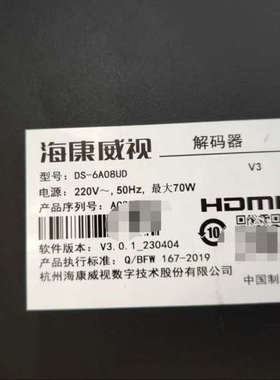 海康威视
解码器
型号: DS-6A08UD
V3
电源: 220V～, 50Hz, 最大70W
产品序列号:
HDMI
10
软件版本: V3.0.1_230404
产品执行标准: Q/BFW 167-2019
杭州海康威视数字技术股份有限公司
中国制